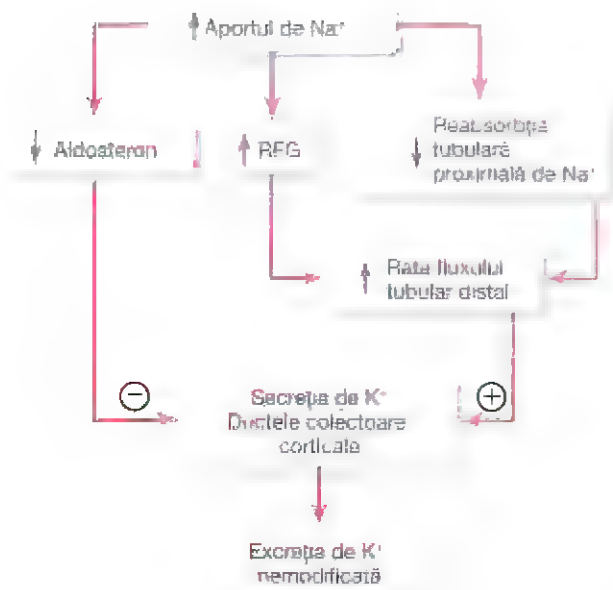 Aportul de Na⁺
Aldosteron
RFG
Reabsorbția
tubulară
proximală de Na⁺
Rata fluxului
tubular distal
−
+
Secreția de K⁺
Ductele colectoare
corticale
Excreția de K⁺
nemodificată